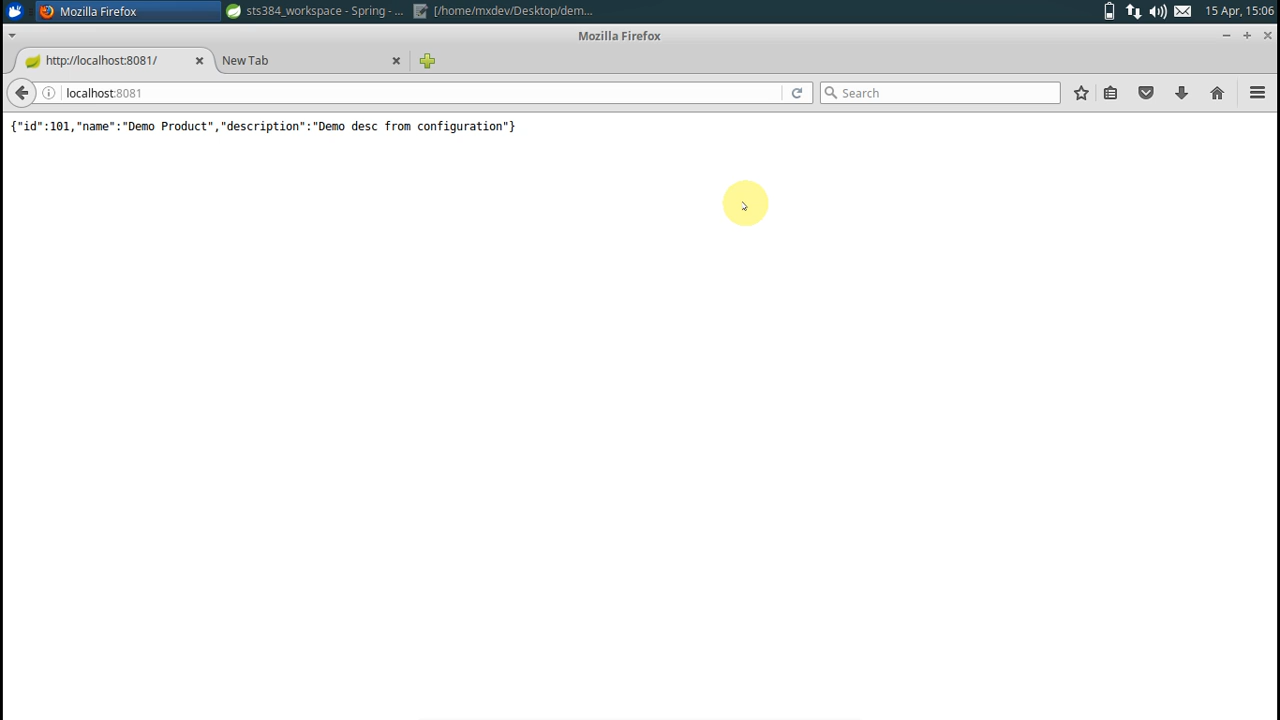 Mozilla Firefox
sts384_workspace - Spring - ...
[/home/mxdev/Desktop/dem...
15 Apr, 15:06
Mozilla Firefox
http://localhost:8081/
New Tab
localhost:8081
Search
{"id":101,"name":"Demo Product","description":"Demo desc from configuration"}